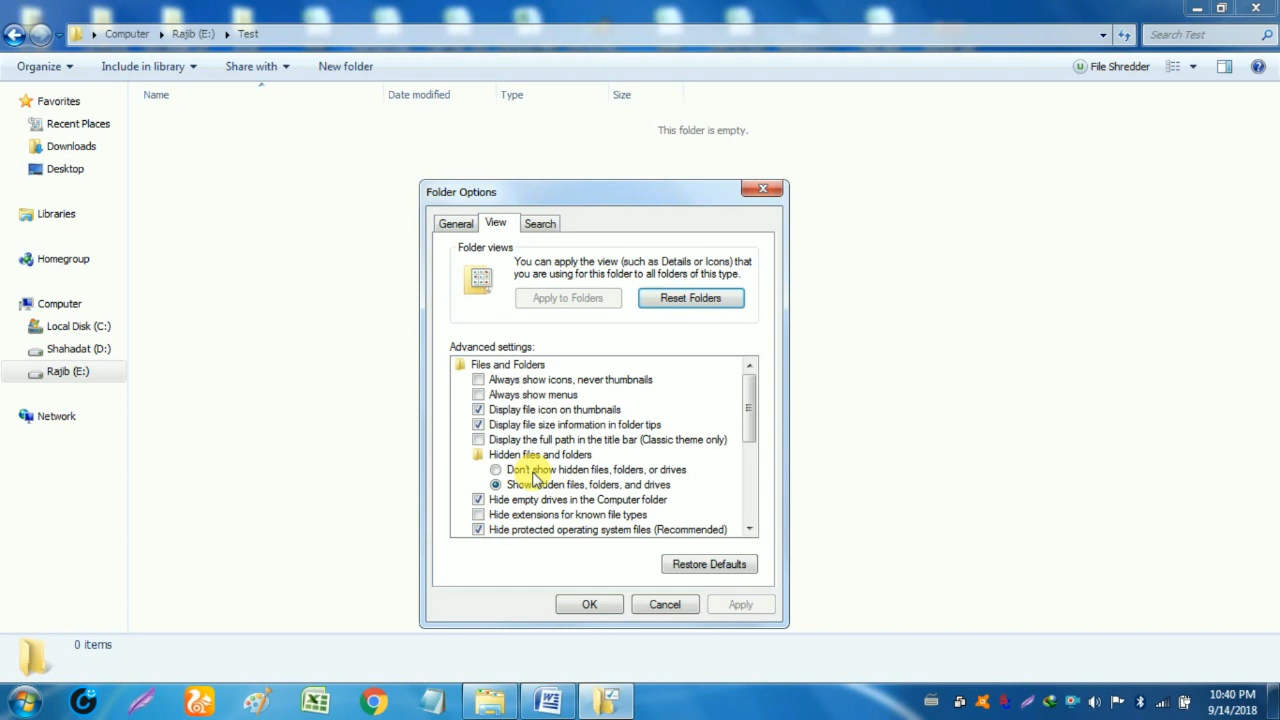 Computer Rajib (E:) Test Search Test
Organize Include in library Share with New folder File Shredder
Name Date modified Type Size
This folder is empty.
Favorites
Recent Places
Downloads
Desktop
Libraries
Homegroup
Computer
Local Disk (C:)
Shahadat (D:)
Rajib (E:)
Network
Folder Options
General View Search
Folder views
You can apply the view (such as Details or Icons) that
you are using for this folder to all folders of this type.
Apply to Folders Reset Folders
Advanced settings:
Files and Folders
Always show icons, never thumbnails
Always show menus
Display file icon on thumbnails
Display file size information in folder tips
Display the full path in the title bar (Classic theme only)
Hidden files and folders
Don't show hidden files, folders, or drives
Show hidden files, folders, and drives
Hide empty drives in the Computer folder
Hide extensions for known file types
Hide protected operating system files (Recommended)
Restore Defaults
OK Cancel Apply
0 items
10:40 PM
9/14/2018